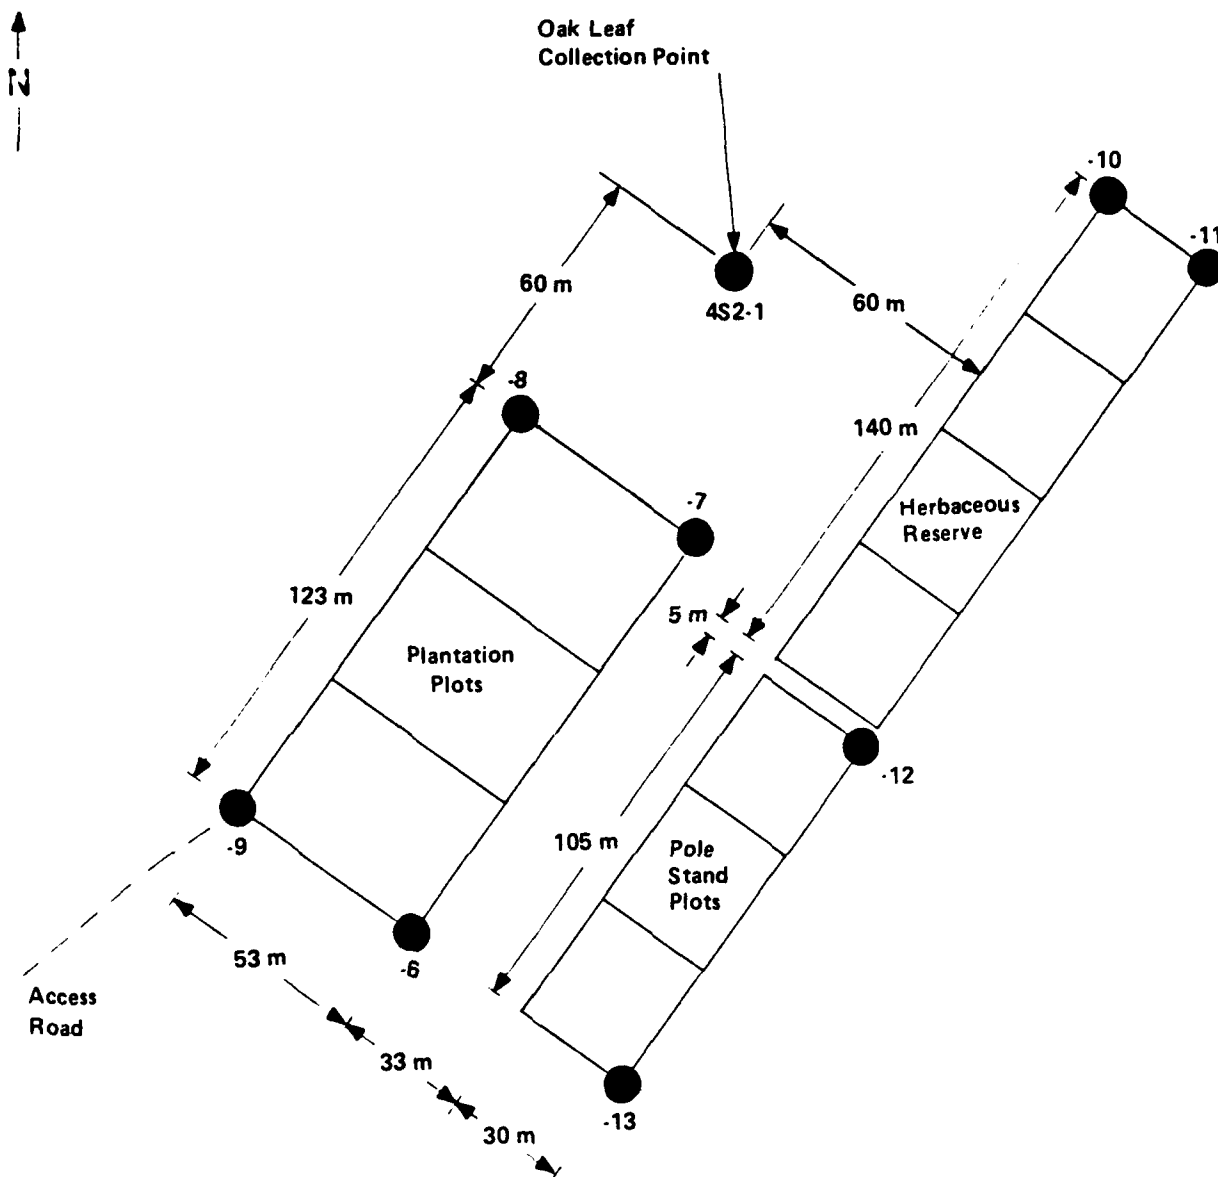 Oak Leaf
Collection Point
N
-10
-11
60 m
4S2-1
60 m
-8
140 m
-7
Herbaceous
Reserve
123 m
5 m
Plantation
Plots
-12
-9
105 m
Pole
Stand
Plots
53 m
-6
Access
Road
33 m
-13
30 m